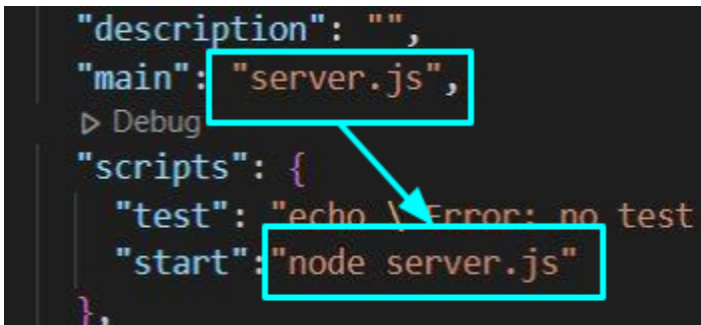 "description": "",
"main": "server.js",
Debug
"scripts": {
"test": "echo \ Error: no test
"start":"node server.js"
},